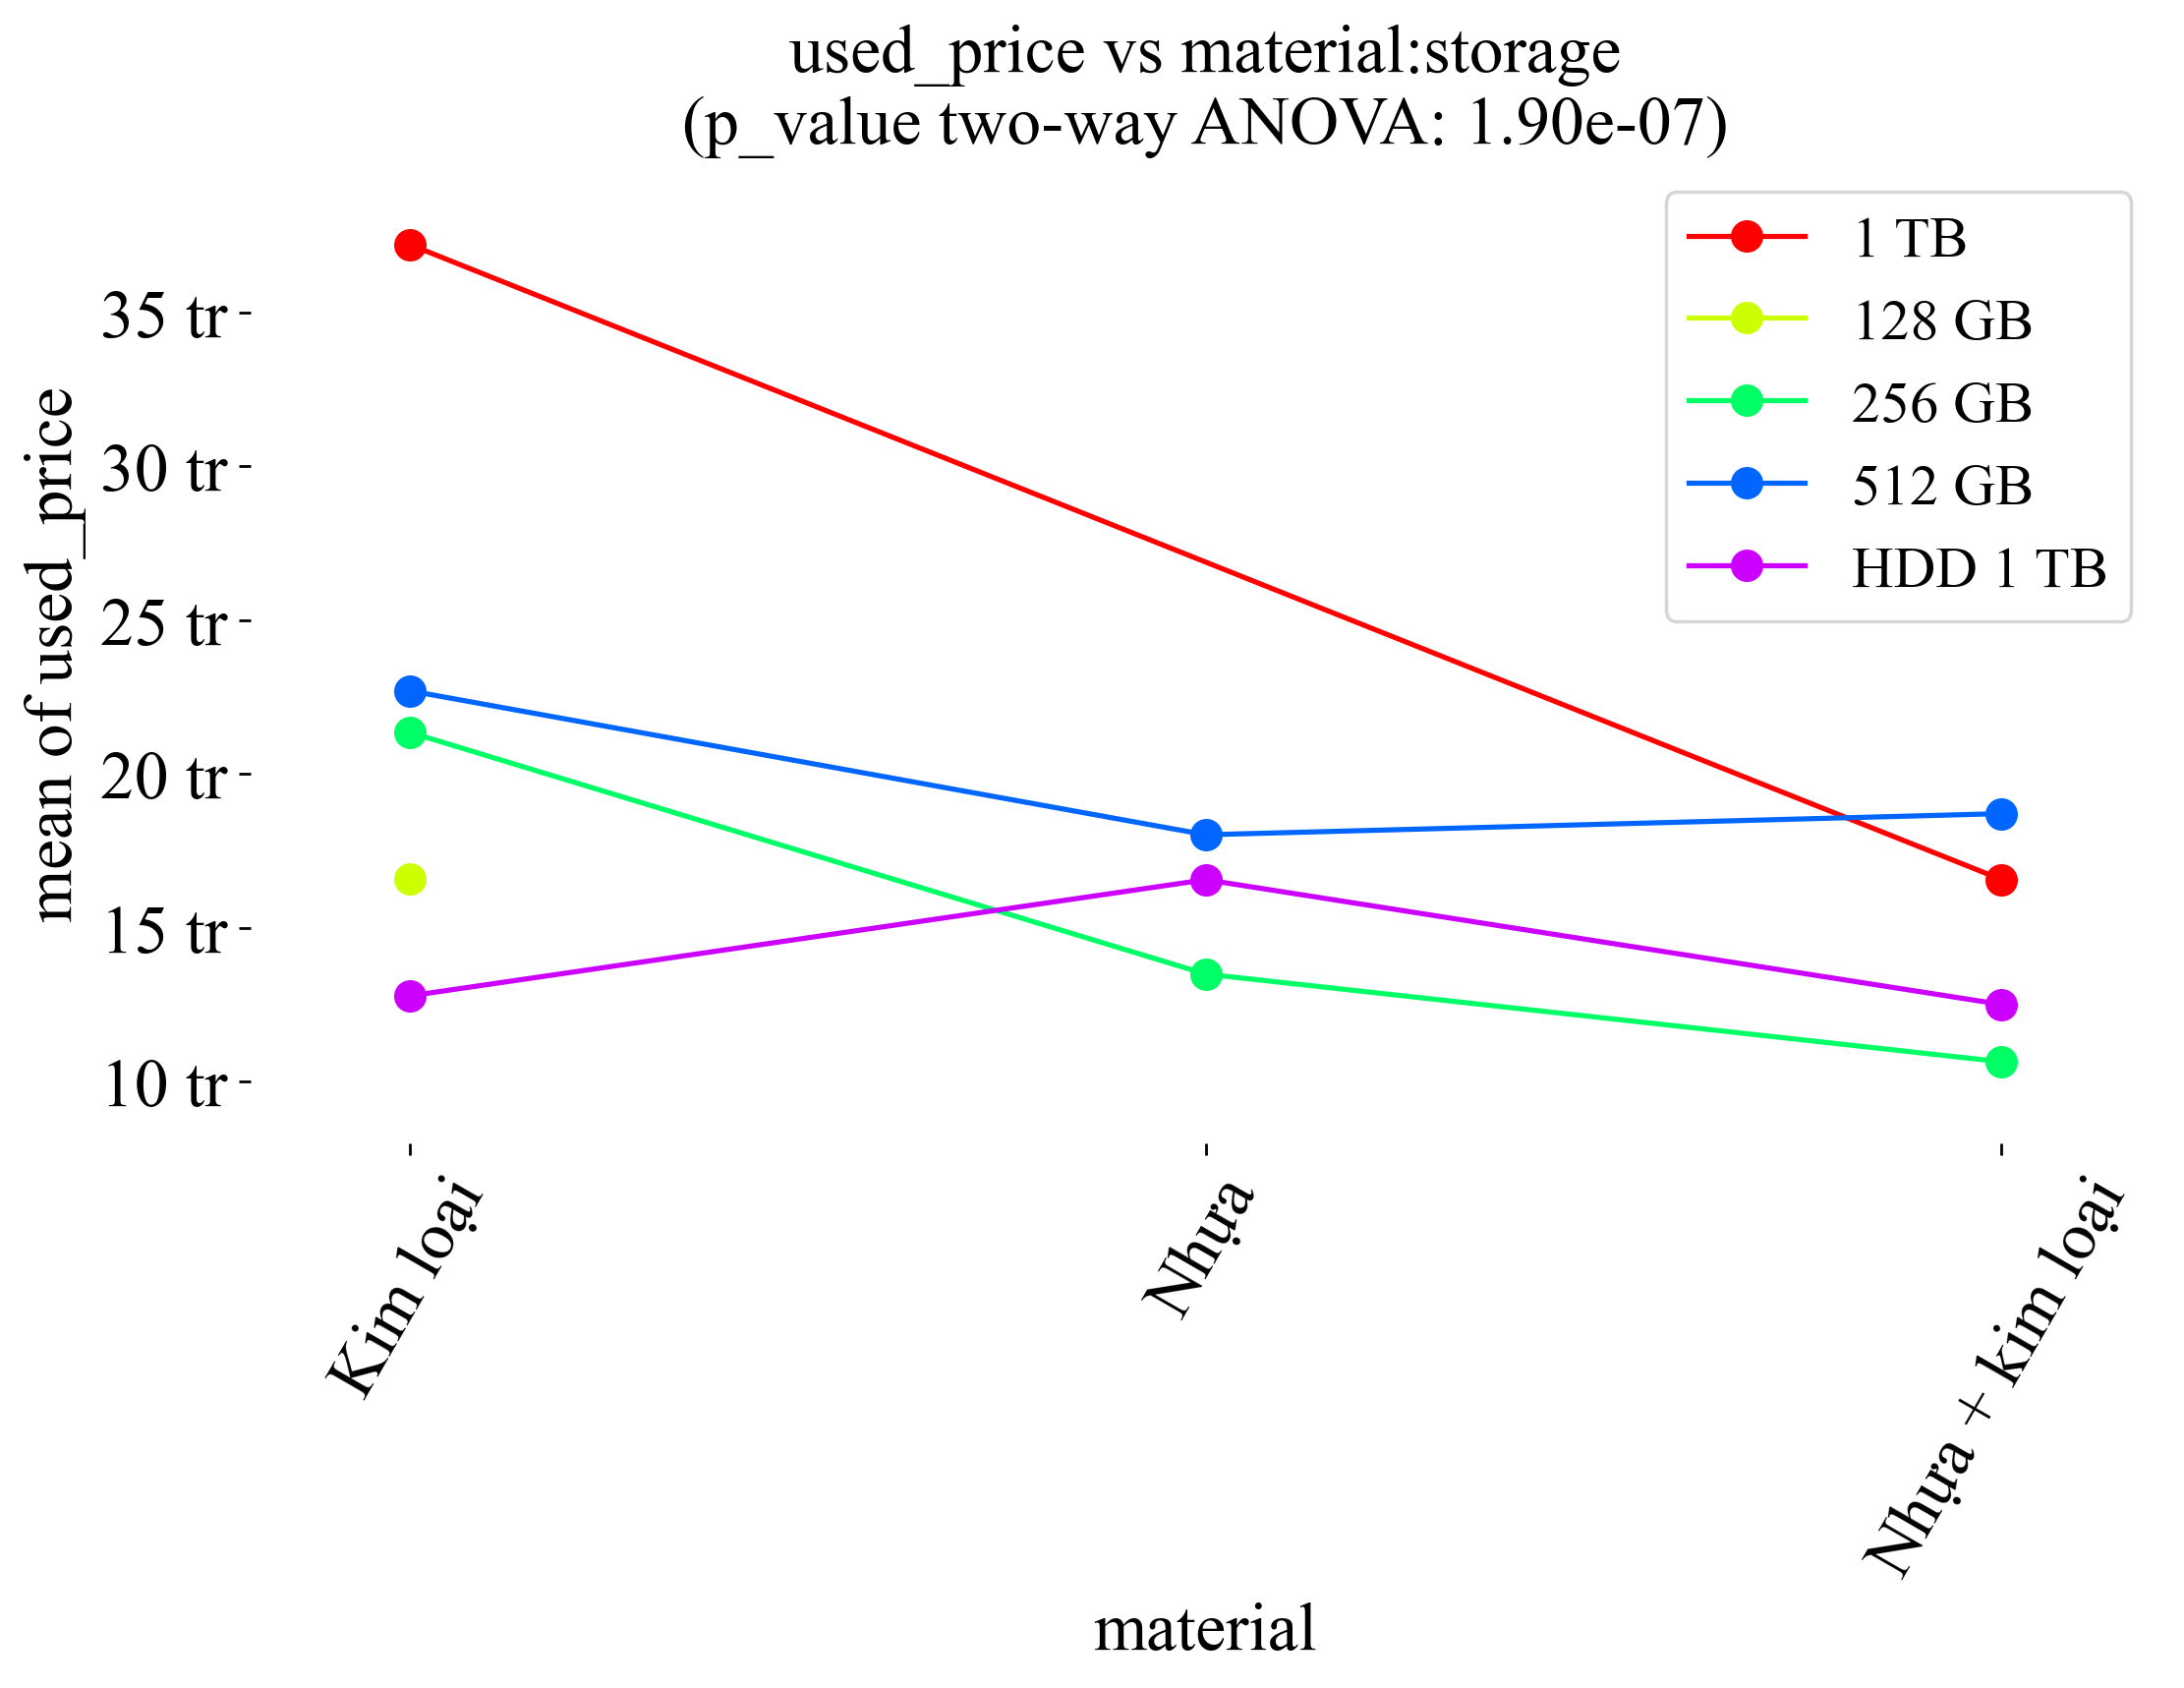 used_price vs material:storage
(p_value two-way ANOVA: 1.90e-07)
1 TB
128 GB
256 GB
512 GB
HDD 1 TB
mean of used_price
35 tr
30 tr
25 tr
20 tr
15 tr
10 tr
Kim loại
Nhựa
Nhựa + kim loại
material